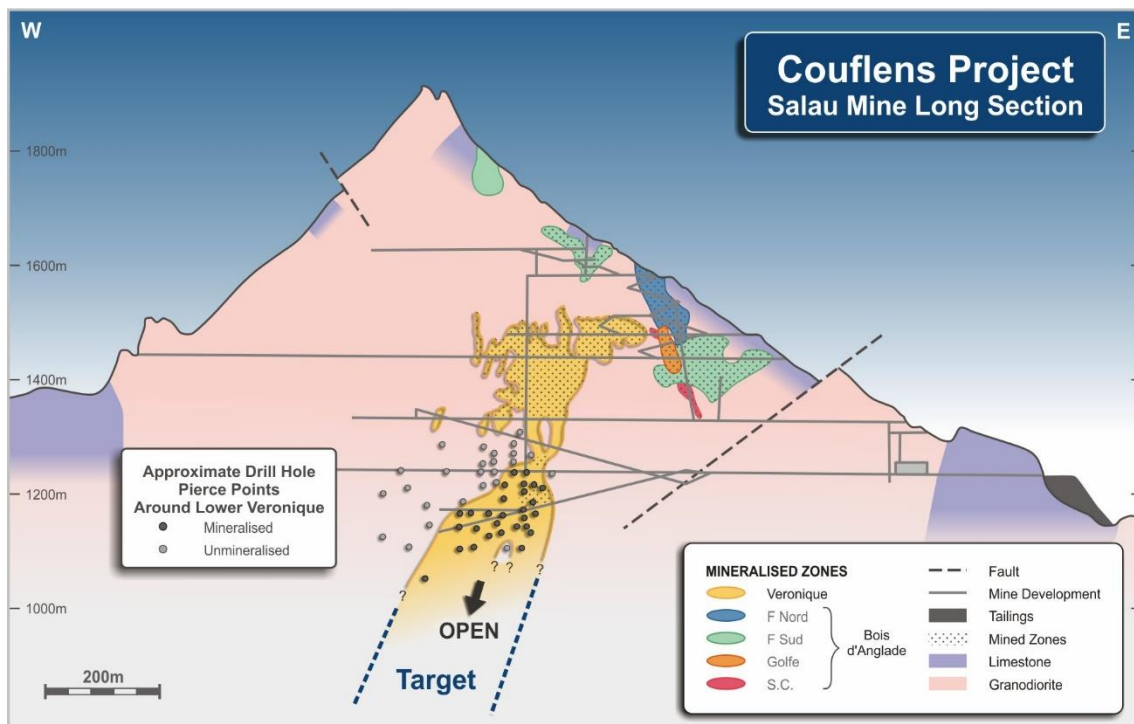 W
E
Couflens Project
Salau Mine Long Section
1800m
1600m
1400m
1200m
1000m
Approximate Drill Hole
Pierce Points
Around Lower Veronique
Mineralised
Unmineralised
?
? ?
?
OPEN
Target
200m
MINERALISED ZONES
Veronique
F Nord
F Sud
Golfe
S.C.
Bois
d'Anglade
Fault
Mine Development
Tailings
Mined Zones
Limestone
Granodiorite